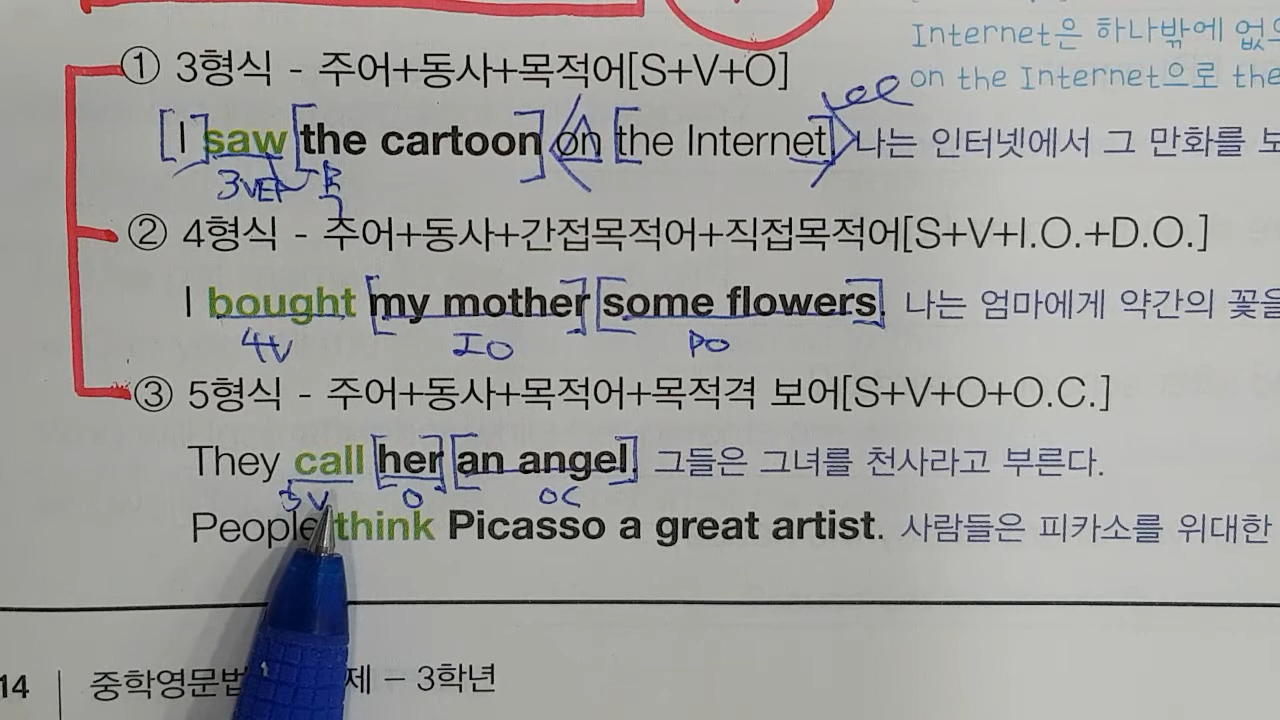 Internet은 하나밖에 없으
on the Internet으로 the
① 3형식 - 주어+동사+목적어[S+V+O]
I saw the cartoon on the Internet. 나는 인터넷에서 그 만화를 보
② 4형식 - 주어+동사+간접목적어+직접목적어[S+V+I.O.+D.O.]
I bought my mother some flowers. 나는 엄마에게 약간의 꽃을
4V IO DO
③ 5형식 - 주어+동사+목적어+목적격 보어[S+V+O+O.C.]
They call her an angel. 그들은 그녀를 천사라고 부른다.
5V O OC
People think Picasso a great artist. 사람들은 피카소를 위대한
14 중학영문법 제 – 3학년